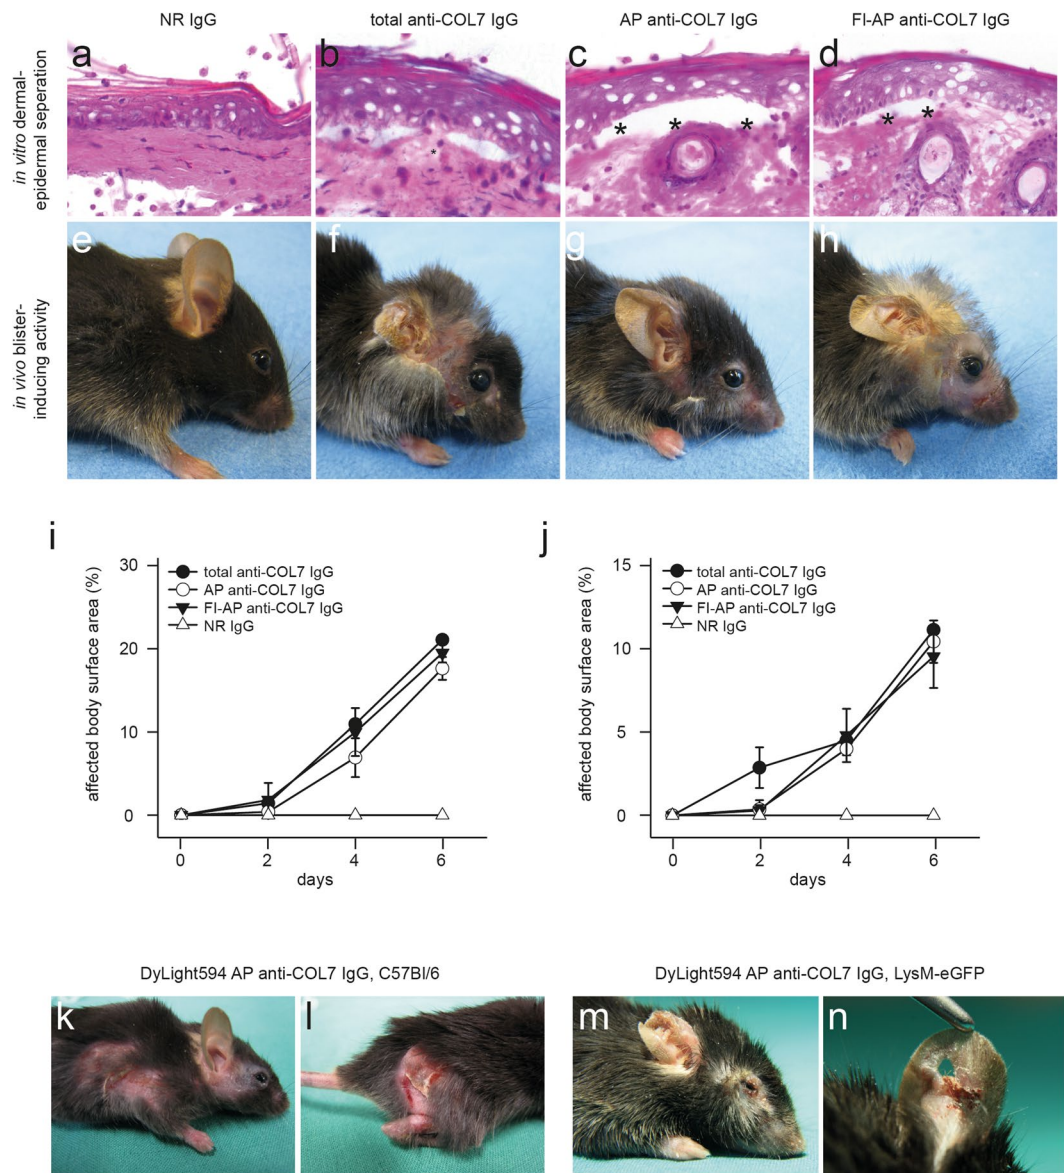 NR IgG
total anti-COL7 IgG
AP anti-COL7 IgG
FI-AP anti-COL7 IgG
in vitro dermal-
epidermal seperation
a
b
c
d
*
* * *
* *
in vivo blister-
inducing activity
e
f
g
h
i
affected body surface area (%)
30
20
10
0
total anti-COL7 IgG
AP anti-COL7 IgG
FI-AP anti-COL7 IgG
NR IgG
0 2 4 6
days
j
affected body surface area (%)
15
10
5
0
total anti-COL7 IgG
AP anti-COL7 IgG
FI-AP anti-COL7 IgG
NR IgG
0 2 4 6
days
DyLight594 AP anti-COL7 IgG, C57Bl/6
DyLight594 AP anti-COL7 IgG, LysM-eGFP
k
l
m
n